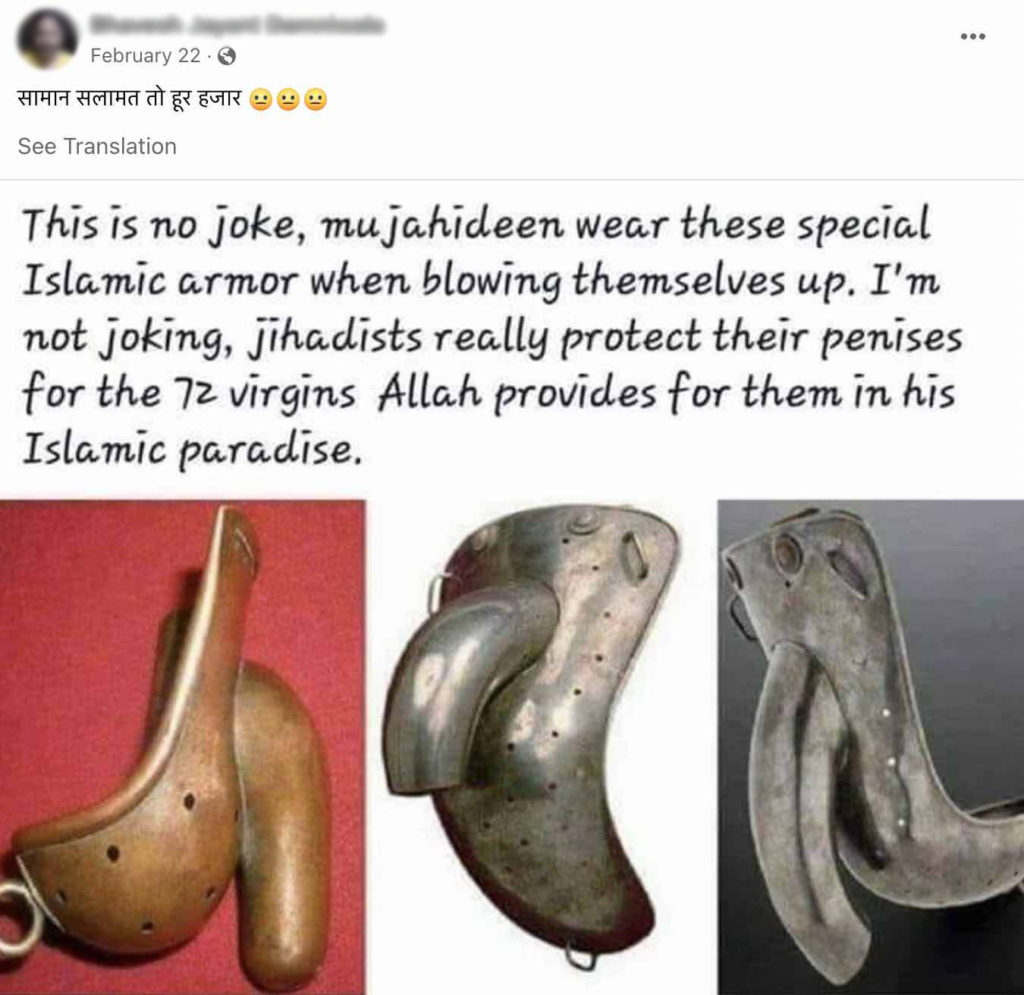 February 22
सामान सलामत तो हूर हजार 😐😐😐
See Translation
This is no joke, mujahideen wear these special
Islamic armor when blowing themselves up. I'm
not joking, jihadists really protect their penises
for the 72 virgins Allah provides for them in his
Islamic paradise.